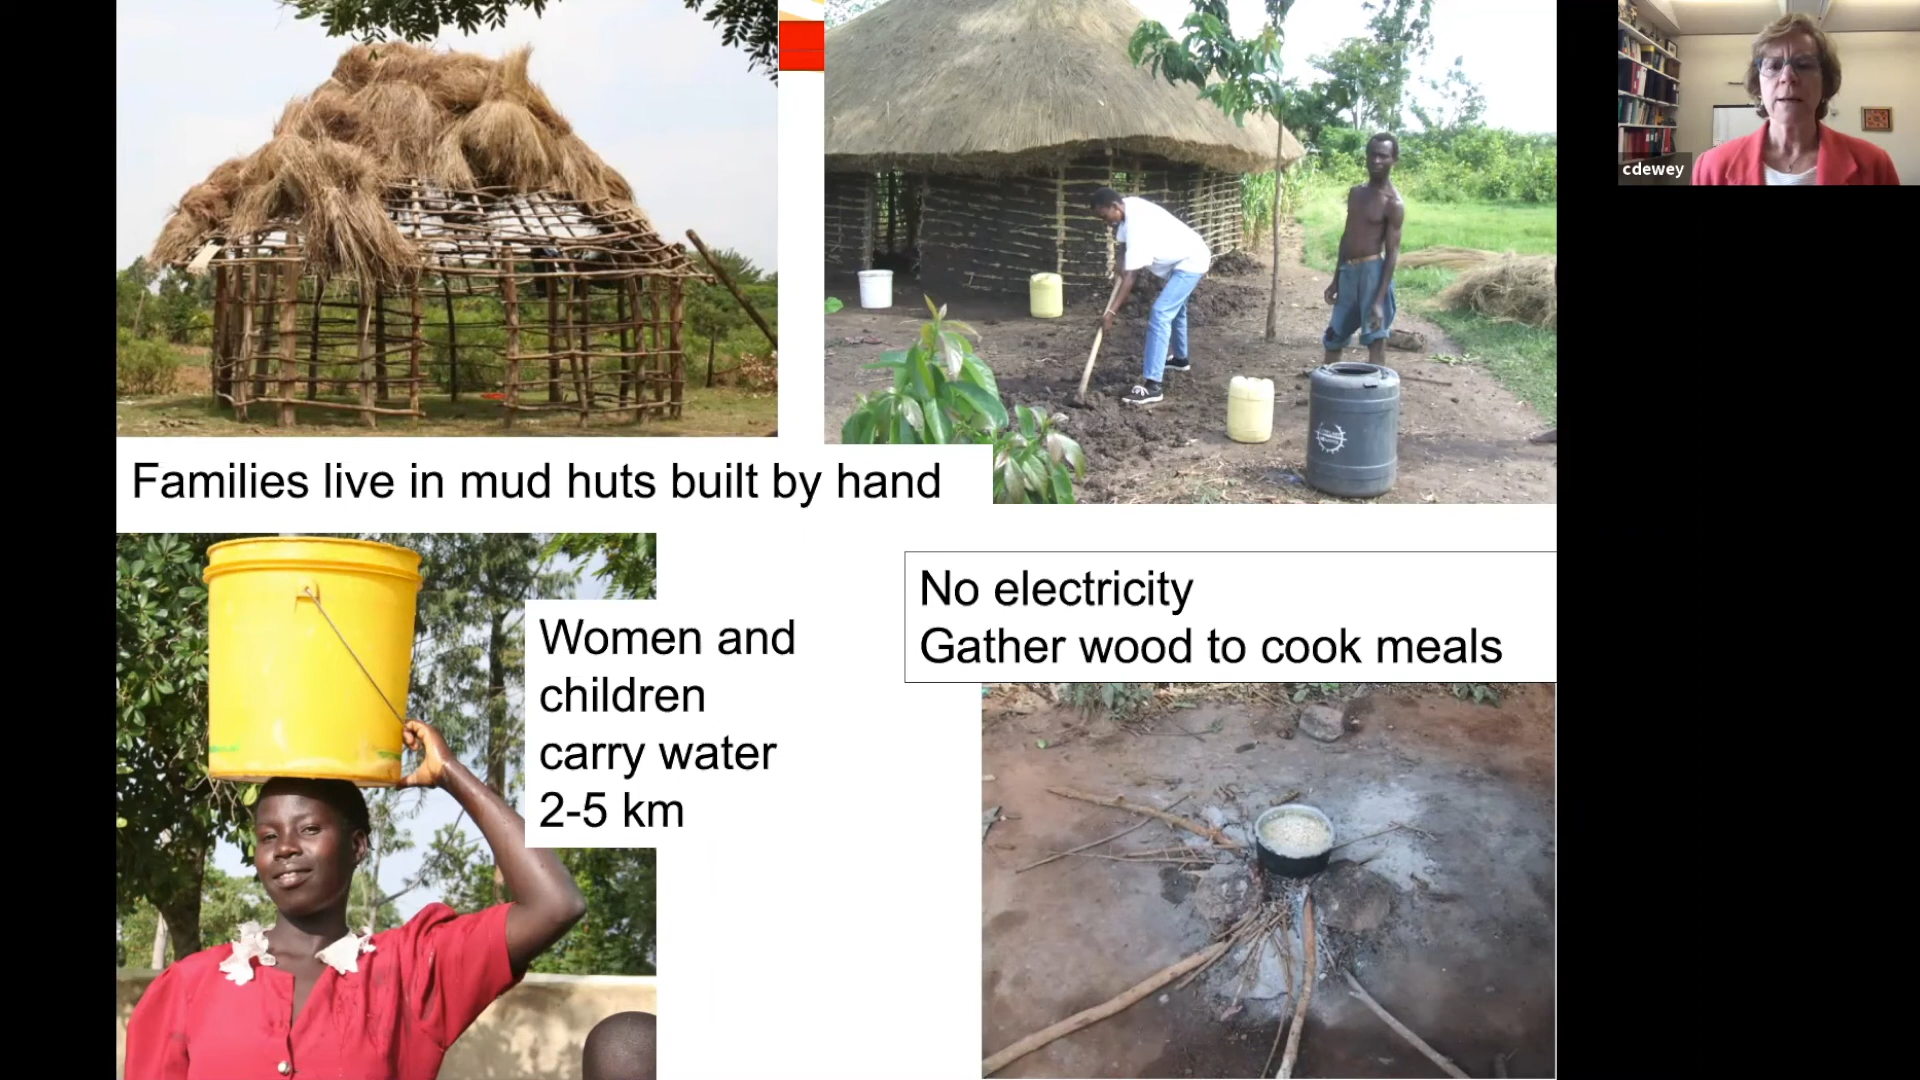 Families live in mud huts built by hand
Women and
children
carry water
2-5 km
No electricity
Gather wood to cook meals
cdewey